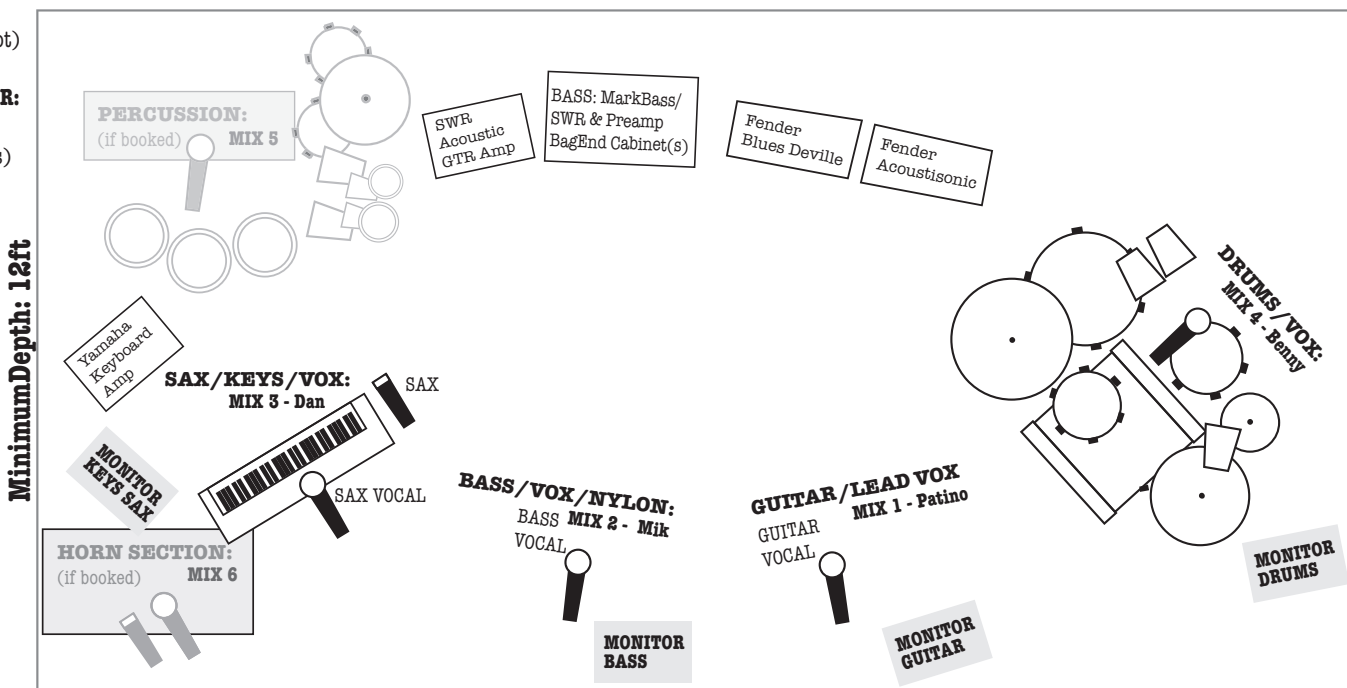 MinimumDepth: 12ft
PERCUSSION:
(if booked) MIX 5
SWR
Acoustic
GTR Amp
BASS: MarkBass/
SWR & Preamp
BagEnd Cabinet(s)
Fender
Blues Deville
Fender
Acoustisonic
DRUMS/VOX:
MIX 4 - Benny
Yamaha
Keyboard
Amp
SAX/KEYS/VOX:
MIX 3 - Dan
SAX
MONITOR
KEYS SAX
SAX VOCAL
BASS/VOX/NYLON:
BASS MIX 2 - Mik
VOCAL
GUITAR/LEAD VOX
MIX 1 - Patino
GUITAR
VOCAL
HORN SECTION:
(if booked) MIX 6
MONITOR
BASS
MONITOR
GUITAR
MONITOR
DRUMS